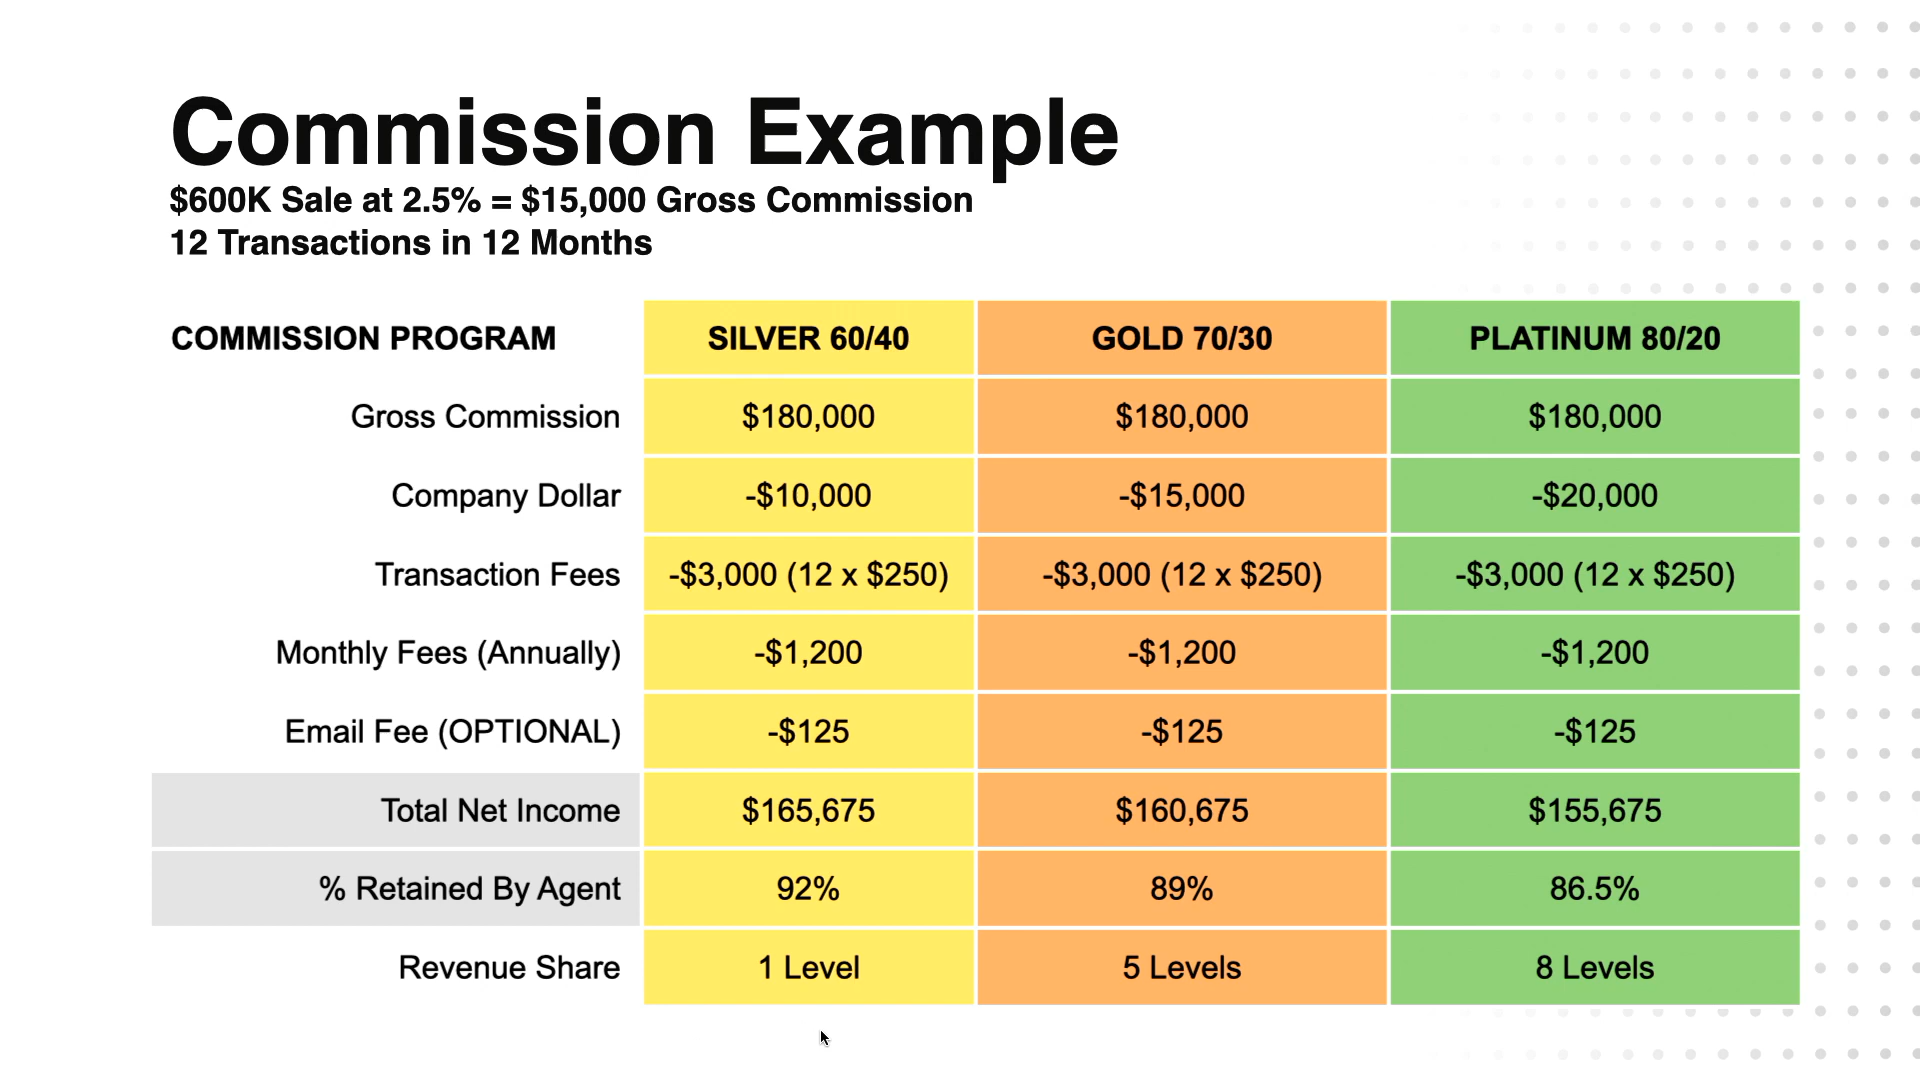 Commission Example
$600K Sale at 2.5% = $15,000 Gross Commission
12 Transactions in 12 Months
COMMISSION PROGRAM SILVER 60/40 GOLD 70/30 PLATINUM 80/20
Gross Commission $180,000 $180,000 $180,000
Company Dollar -$10,000 -$15,000 -$20,000
Transaction Fees -$3,000 (12 x $250) -$3,000 (12 x $250) -$3,000 (12 x $250)
Monthly Fees (Annually) -$1,200 -$1,200 -$1,200
Email Fee (OPTIONAL) -$125 -$125 -$125
Total Net Income $165,675 $160,675 $155,675
% Retained By Agent 92% 89% 86.5%
Revenue Share 1 Level 5 Levels 8 Levels